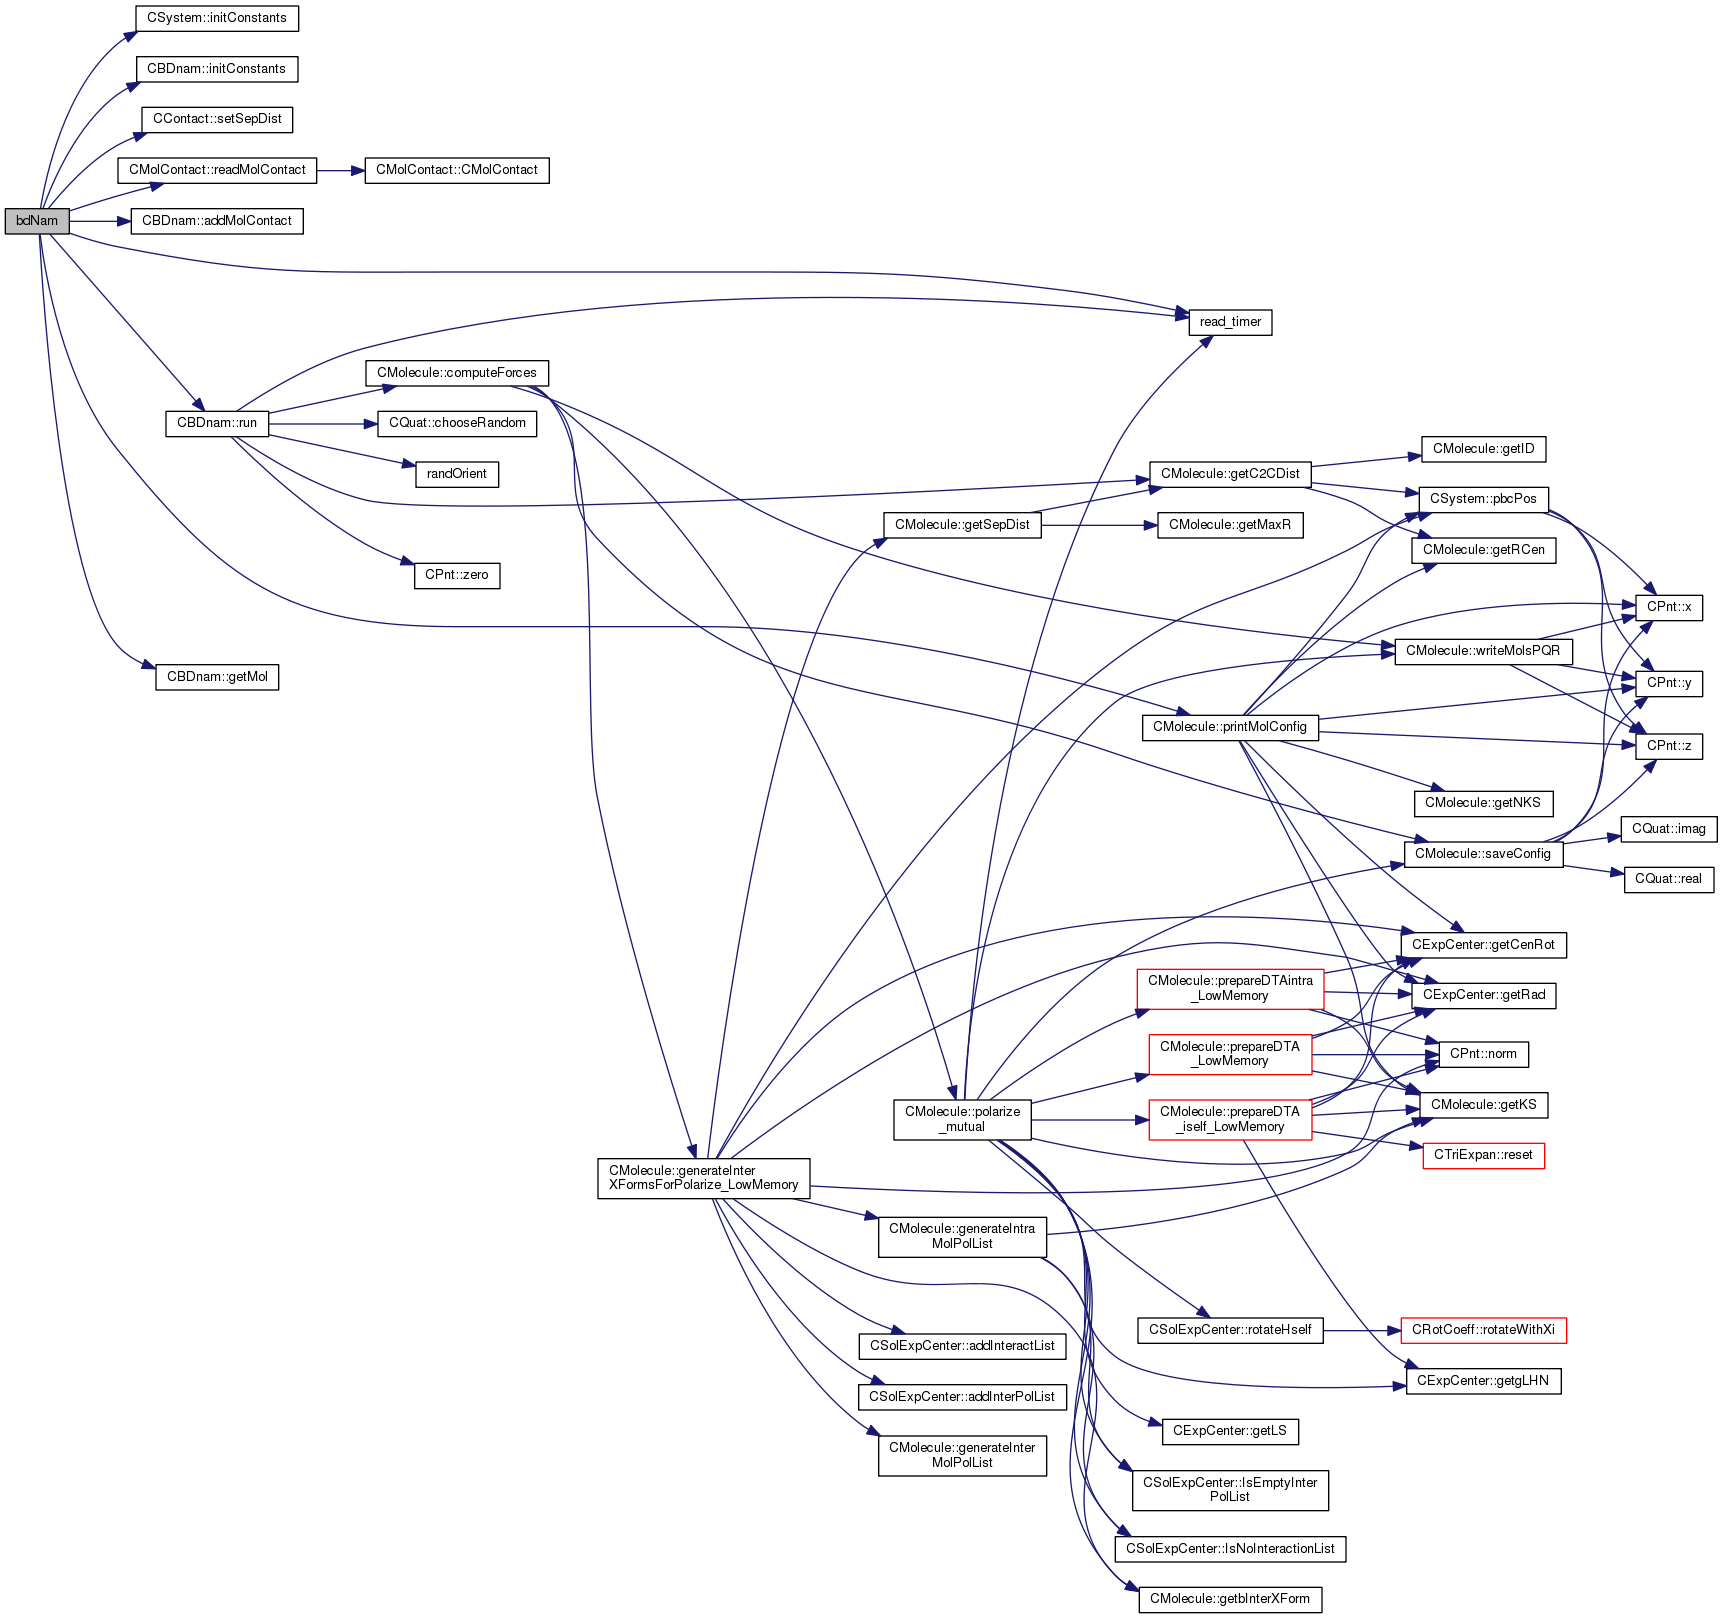 CSystem::initConstants
CBDnam::initConstants
CContact::setSepDist
CMolContact::readMolContact
CMolContact::CMolContact
bdNam
CBDnam::addMolContact
read_timer
CMolecule::computeForces
CBDnam::run
CQuat::chooseRandom
randOrient
CMolecule::getC2CDist
CMolecule::getID
CSystem::pbcPos
CMolecule::getSepDist
CMolecule::getMaxR
CMolecule::getRCen
CPnt::zero
CPnt::x
CMolecule::writeMolsPQR
CBDnam::getMol
CPnt::y
CMolecule::printMolConfig
CPnt::z
CMolecule::getNKS
CQuat::imag
CMolecule::saveConfig
CQuat::real
CExpCenter::getCenRot
CMolecule::prepareDTAintra
_LowMemory
CExpCenter::getRad
CMolecule::prepareDTA
_LowMemory
CPnt::norm
CMolecule::polarize
_mutual
CMolecule::prepareDTA
_iself_LowMemory
CMolecule::getKS
CTriExpan::reset
CMolecule::generateInter
XFormsForPolarize_LowMemory
CMolecule::generateIntra
MolPolList
CSolExpCenter::rotateHself
CRotCoeff::rotateWithXi
CSolExpCenter::addInteractList
CExpCenter::getgLHN
CSolExpCenter::addInterPolList
CExpCenter::getLS
CMolecule::generateInter
MolPolList
CSolExpCenter::IsEmptyInter
PolList
CSolExpCenter::IsNoInteractionList
CMolecule::getbInterXForm